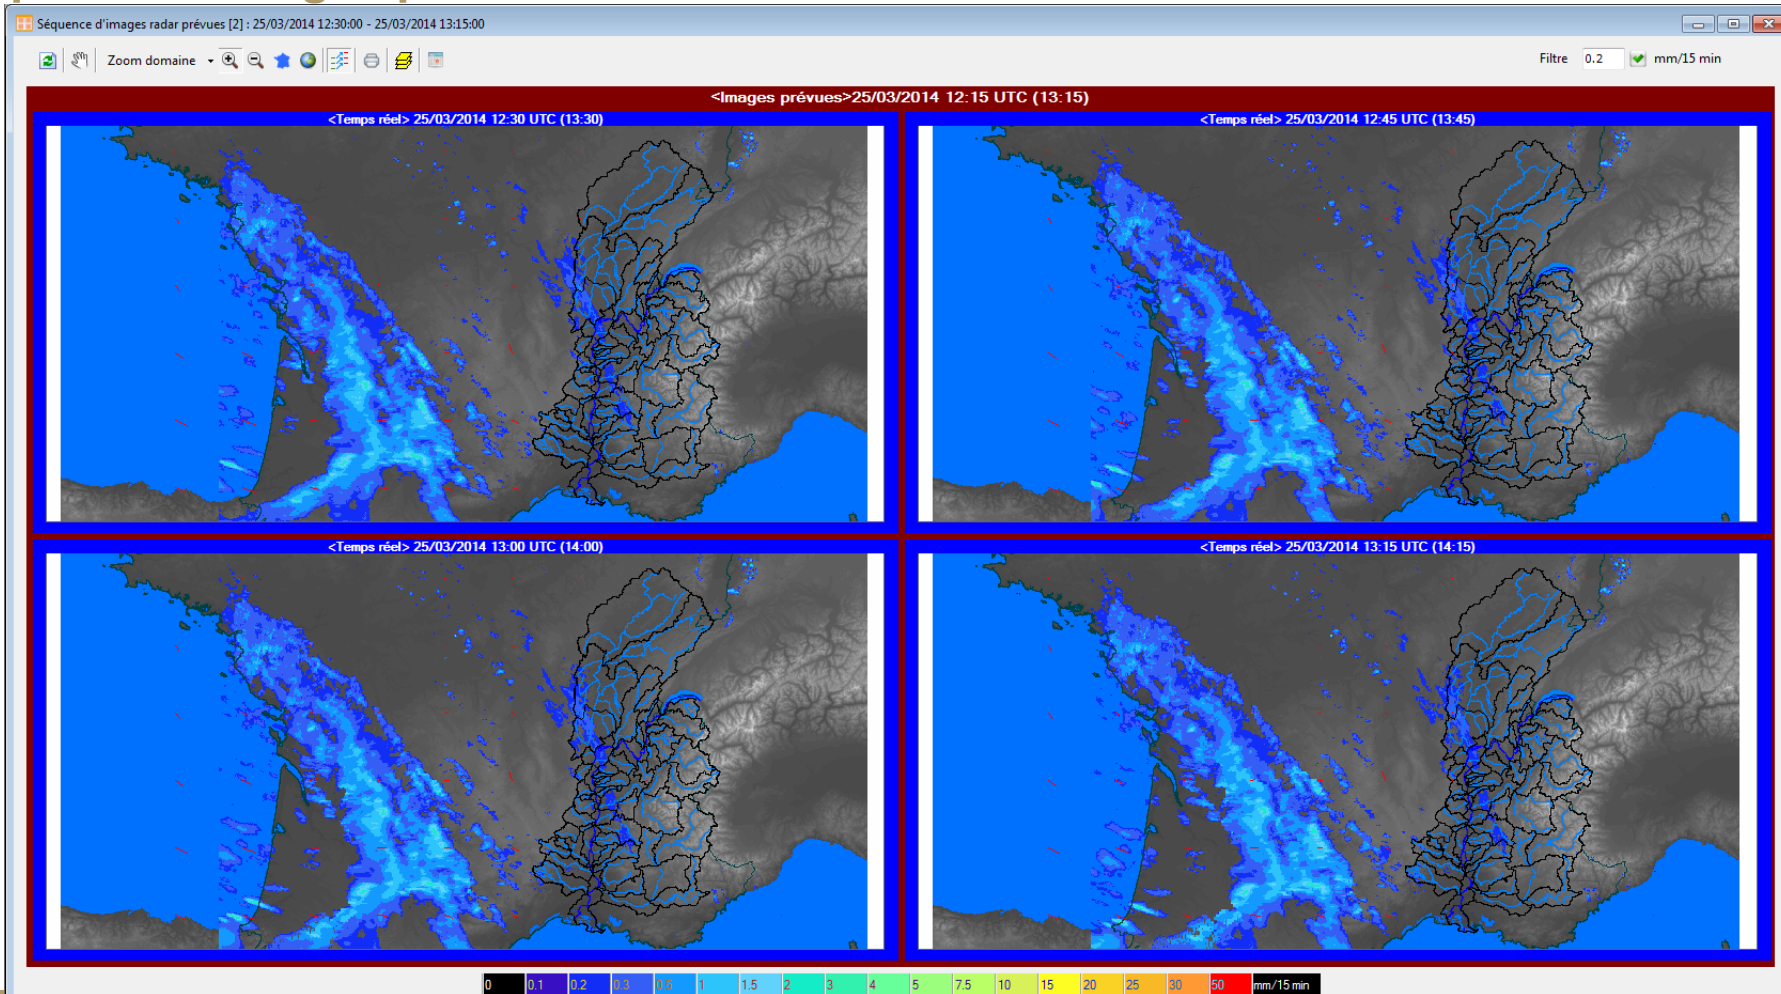 Séquence d'images radar prévues [2] : 25/03/2014 12:30:00 - 25/03/2014 13:15:00
Zoom domaine
Filtre 0.2 mm/15 min
<Images prévues>25/03/2014 12:15 UTC (13:15)
<Temps réel> 25/03/2014 12:30 UTC (13:30)
<Temps réel> 25/03/2014 12:45 UTC (13:45)
<Temps réel> 25/03/2014 13:00 UTC (14:00)
<Temps réel> 25/03/2014 13:15 UTC (14:15)
0 0.1 0.2 0.3 0.5 1 1.5 2 3 4 5 7.5 10 15 20 25 30 50 mm/15 min